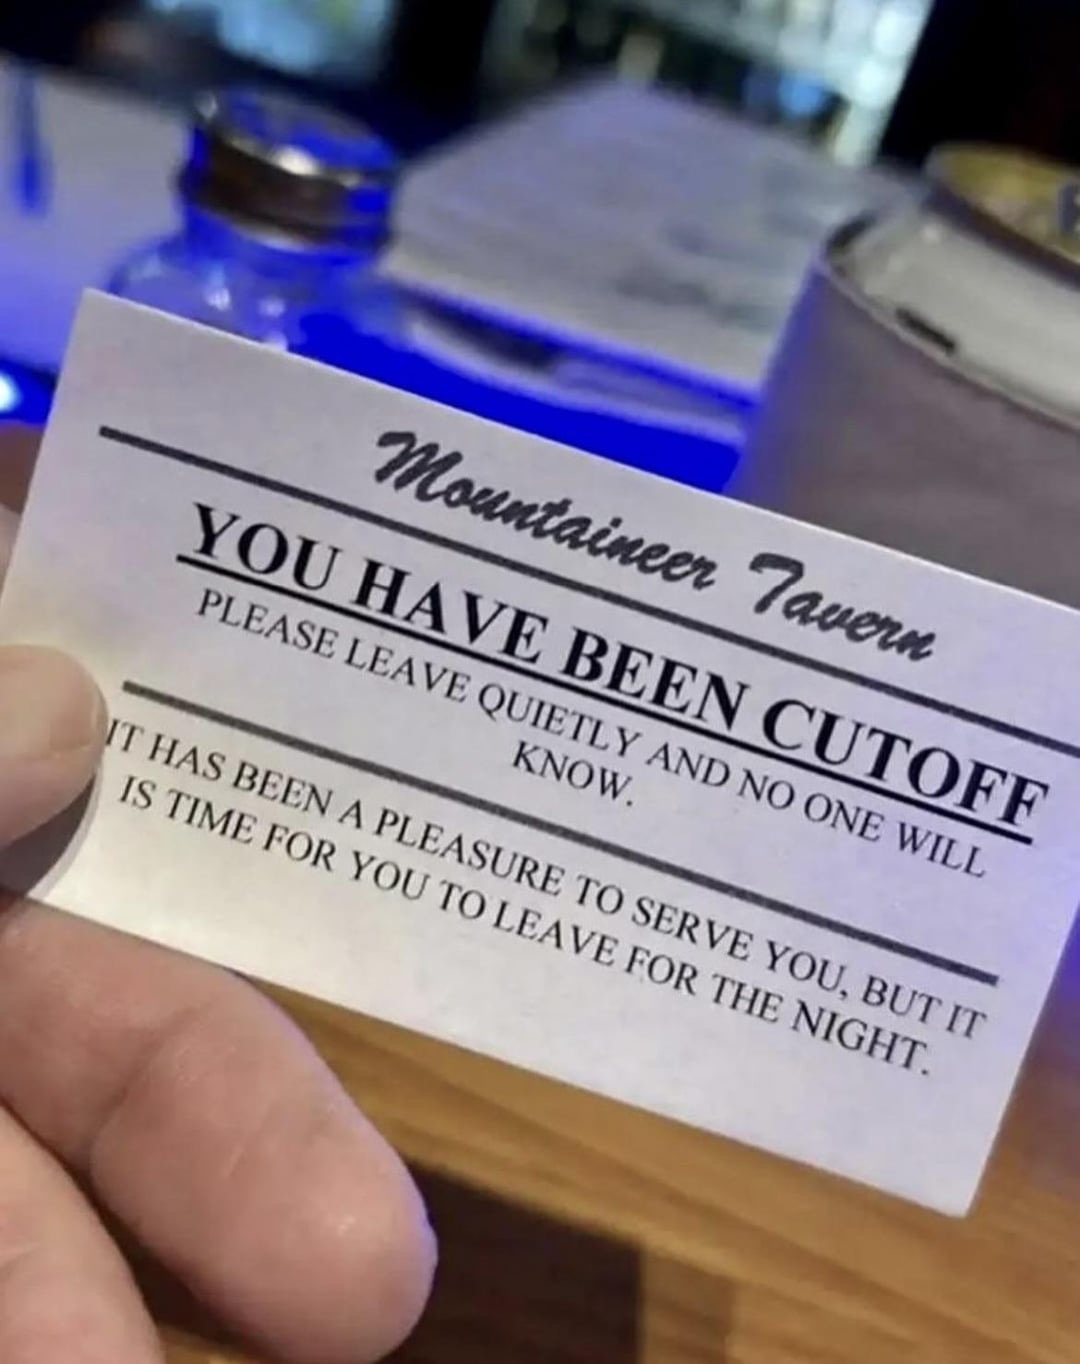 Mountaineer Tavern
YOU HAVE BEEN CUTOFF
PLEASE LEAVE QUIETLY AND NO ONE WILL
KNOW.
IT HAS BEEN A PLEASURE TO SERVE YOU, BUT IT
IS TIME FOR YOU TO LEAVE FOR THE NIGHT.